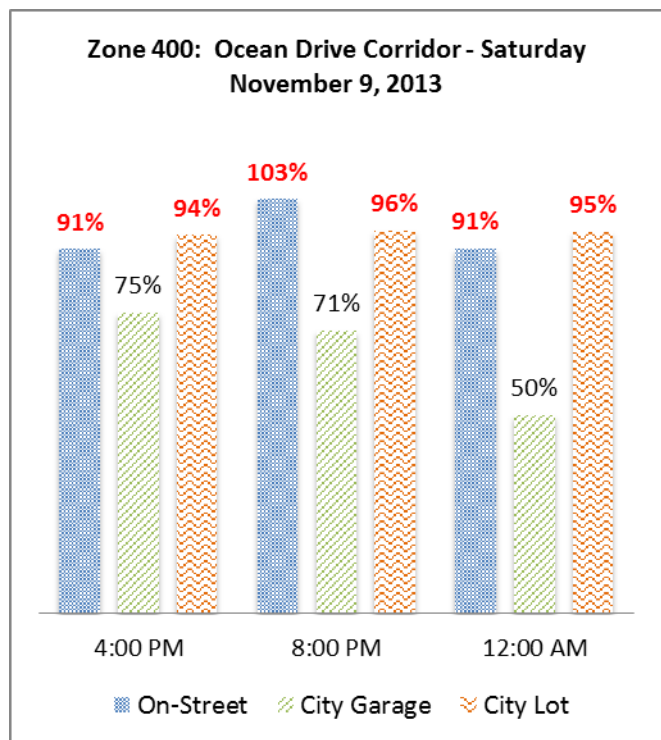 Zone 400:  Ocean Drive Corridor - Saturday
November 9, 2013
103%
91% 94% 96% 91% 95%
75% 71%
50%
4:00 PM 8:00 PM 12:00 AM
On-Street City Garage City Lot